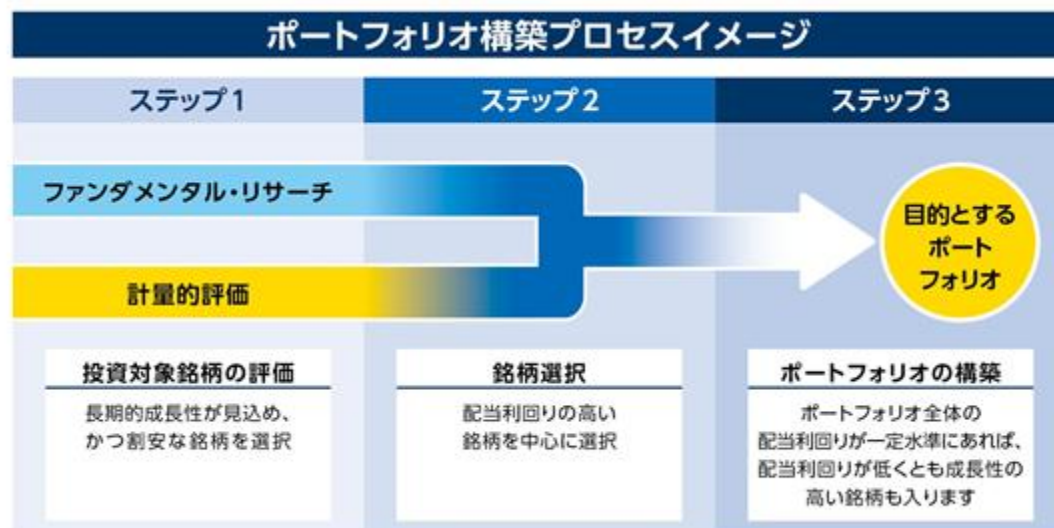 ポートフォリオ構築プロセスイメージ
ステップ1
ステップ2
ステップ3
ファンダメンタル・リサーチ
計量的評価
目的とする
ポート
フォリオ
投資対象銘柄の評価
長期的成長性が見込め、
かつ割安な銘柄を選択
銘柄選択
配当利回りの高い
銘柄を中心に選択
ポートフォリオの構築
ポートフォリオ全体の
配当利回りが一定水準にあれば、
配当利回りが低くとも成長性の
高い銘柄も入ります